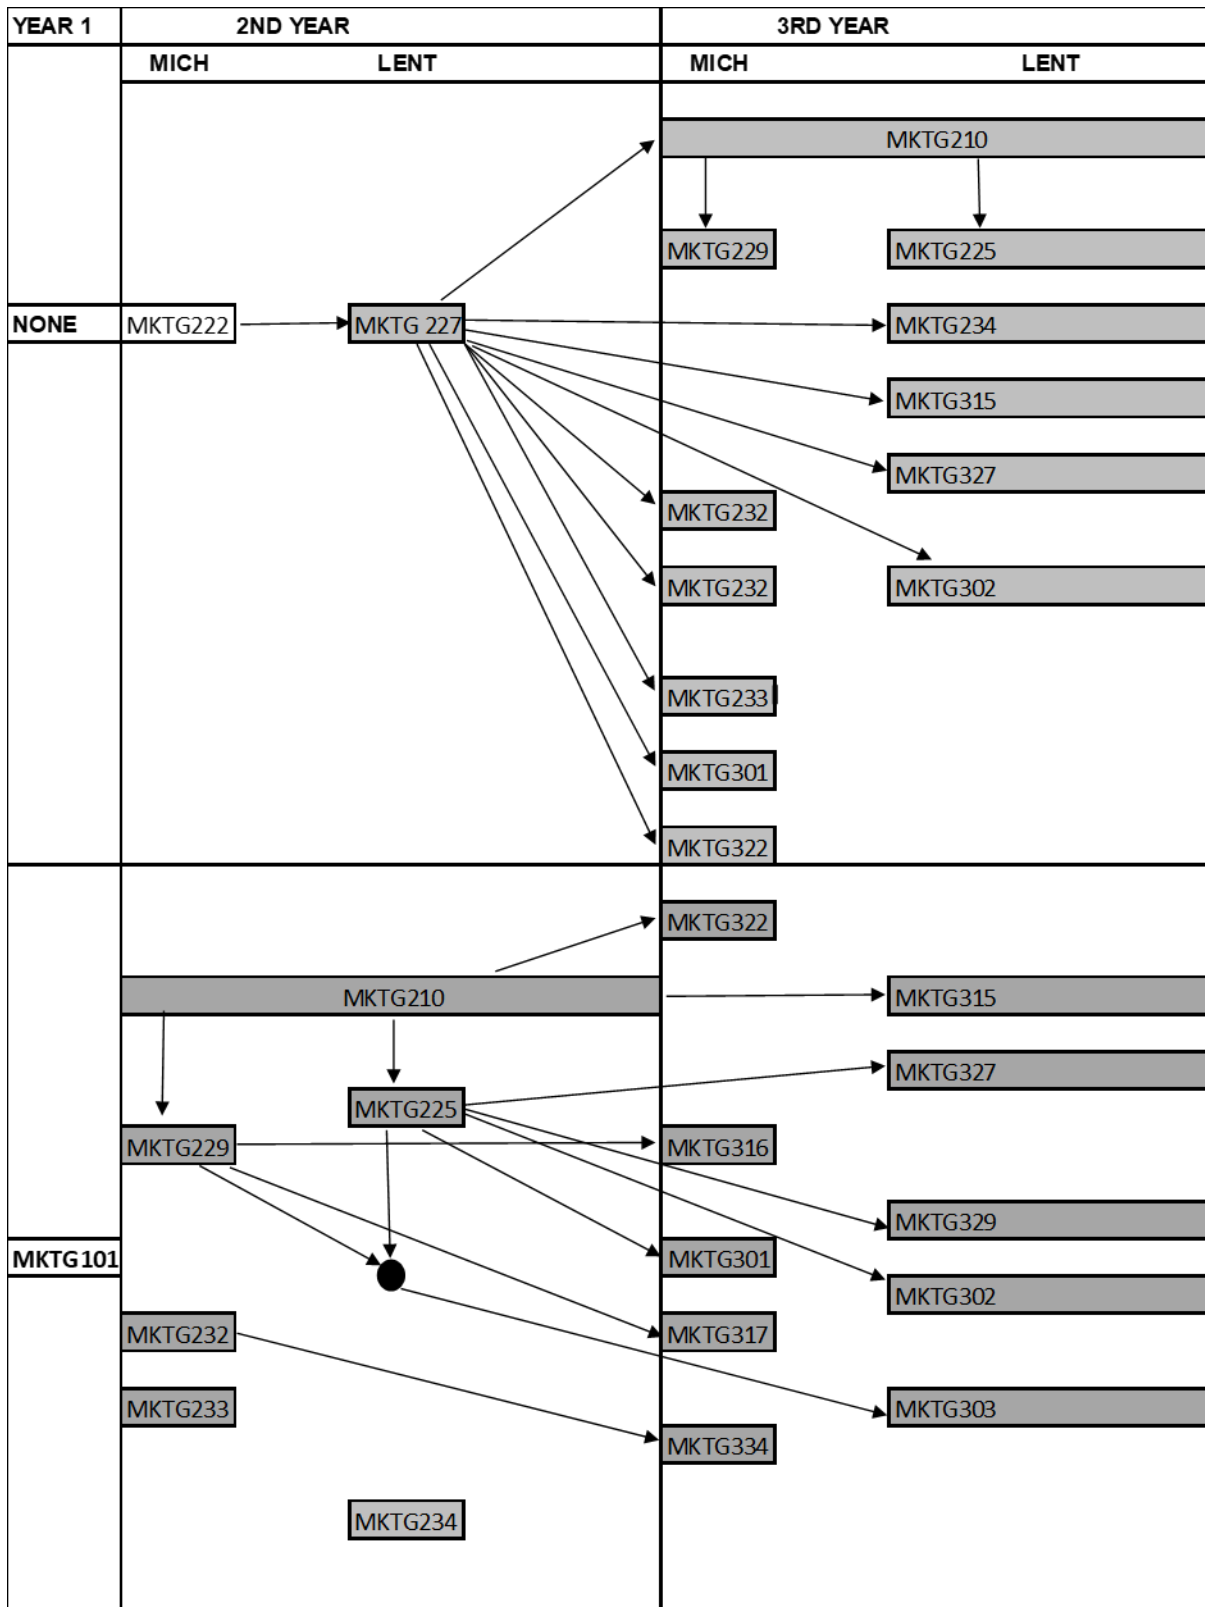 YEAR 1 2ND YEAR 3RD YEAR
MICH LENT MICH LENT
MKTG210
MKTG229 MKTG225
NONE MKTG222 MKTG 227 MKTG234
MKTG315
MKTG327
MKTG232
MKTG232 MKTG302
MKTG233
MKTG301
MKTG322
MKTG322
MKTG210 MKTG315
MKTG327
MKTG225
MKTG229 MKTG316
MKTG329
MKTG101 MKTG301
MKTG302
MKTG232 MKTG317
MKTG233 MKTG303
MKTG334
MKTG234